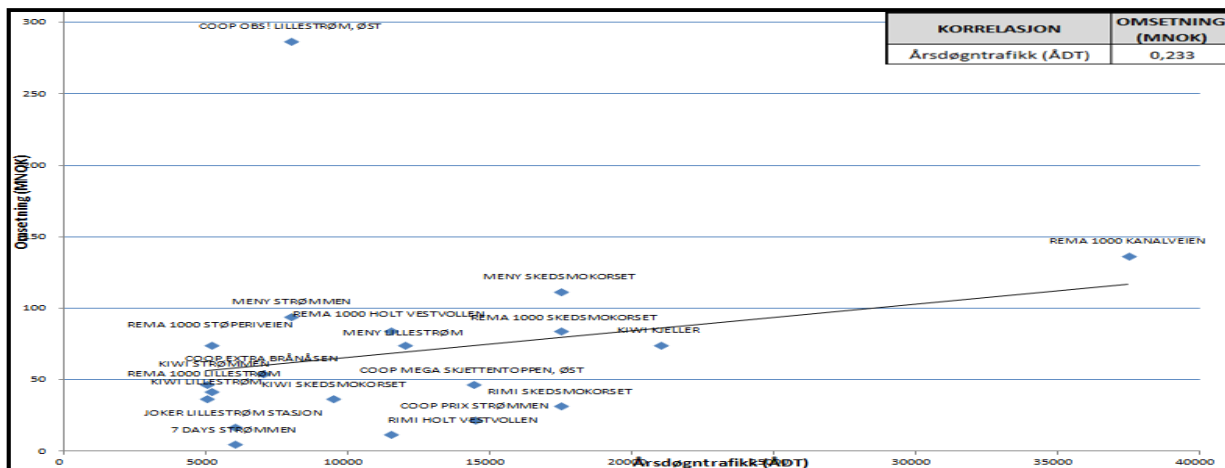 300
COOP OBS! LILLESTRØM, ØST
KORRELASJON
OMSETNING (MNOK)
Årsdøgntrafikk (ÅDT)
0,233
250
200
Omsetning (MNOK)
150
REMA 1000 KANALVEIEN
MENY SKEDSMOKORSET
MENY STRØMMEN
100
REMA 1000 HOLT VESTVOLLEN
REMA 1000 SKEDSMOKORSET
REMA 1000 STØPERIVEIEN
MENY LILLESTRØM
KIWI KJELLER
COOP EXTRA BRÅNÅSEN
KIWI STRØMMEN
COOP MEGA SKJETTENTOPPEN, ØST
REMA 1000 LILLESTRØM
50
KIWI LILLESTRØM
KIWI SKEDSMOKORSET
RIMI SKEDSMOKORSET
COOP PRIX STRØMMEN
JOKER LILLESTRØM STASJON
RIMI HOLT VESTVOLLEN
7 DAYS STRØMMEN
0
0 5000 10000 15000 20000 25000 30000 35000 40000
Årsdøgntrafikk (ÅDT)